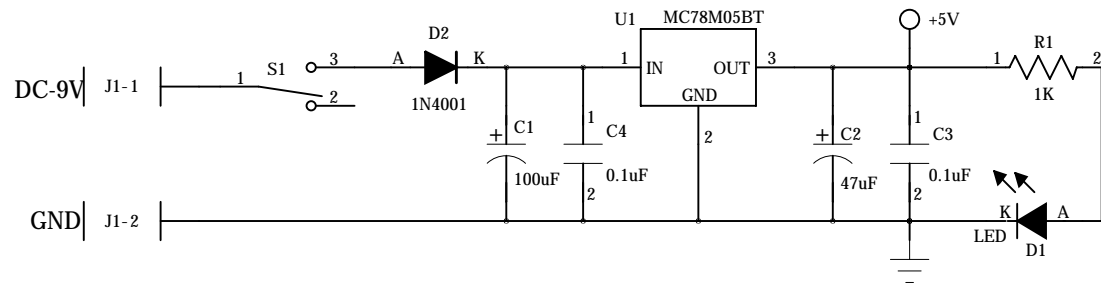 U1
MC78M05BT
+5V
D2
R1
S1
3
A
K
1
IN
OUT
3
1
2
DC-9V
J1-1
1
2
1N4001
GND
1K
+
C1
100uF
1
C4
0.1uF
2
2
+
C2
47uF
1
C3
0.1uF
2
GND
J1-2
K
A
LED
D1